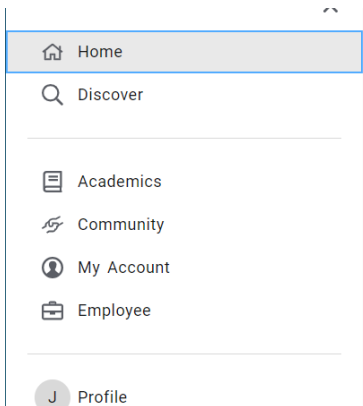 Home
Discover
Academics
Community
My Account
Employee
J Profile